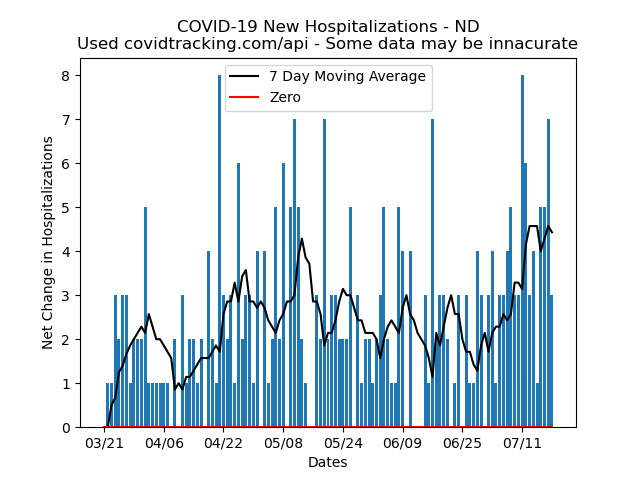 COVID-19 New Hospitalizations - ND
Used covidtracking.com/api - Some data may be innacurate
7 Day Moving Average
Zero
Net Change in Hospitalizations
8
7
6
5
4
3
2
1
0
03/21 04/06 04/22 05/08 05/24 06/09 06/25 07/11
Dates